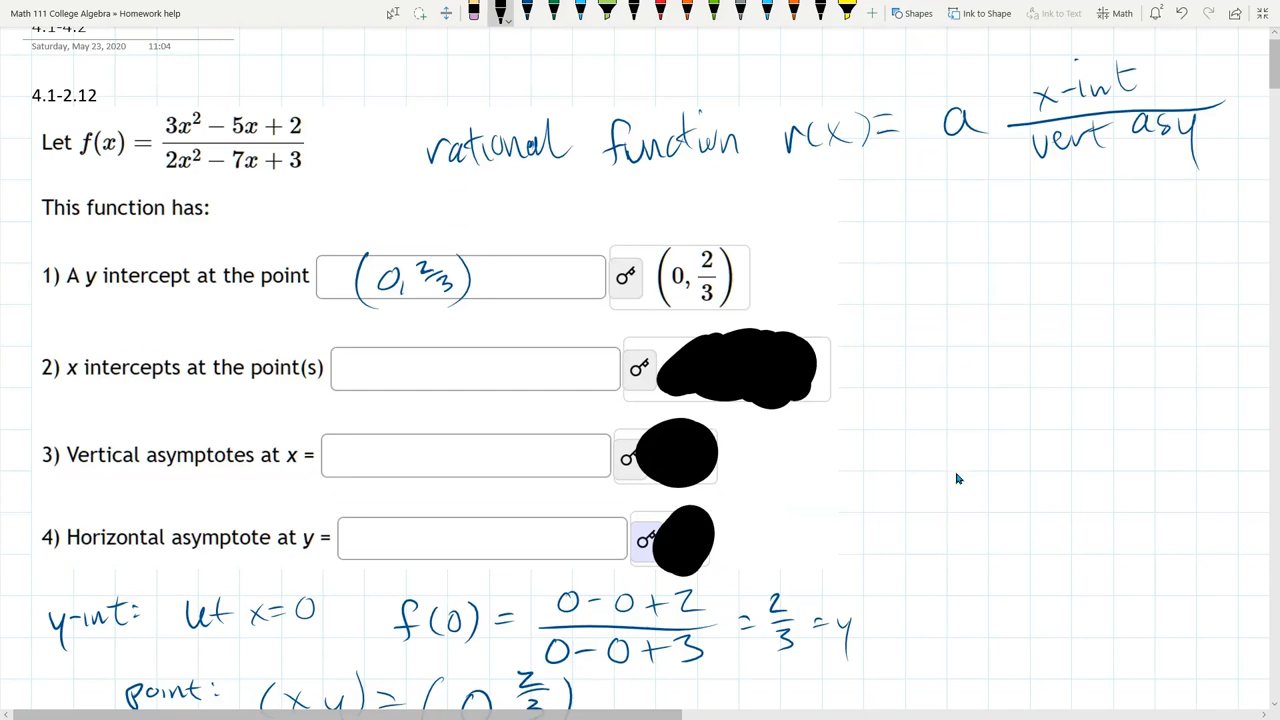 Math 111 College Algebra » Homework help
Shapes
Ink to Shape
Ink to Text
Math
4.1-4.2
Saturday, May 23, 2020 11:04
4.1-2.12
Let f(x) = (3x² − 5x + 2)/(2x² − 7x + 3)
rational function r(x) = a (x-int)/(vert asy)
This function has:
1) A y intercept at the point (0, 2/3) (0, 2/3)
2) x intercepts at the point(s)
3) Vertical asymptotes at x =
4) Horizontal asymptote at y =
y-int: let x=0 f(0) = (0-0+2)/(0-0+3) = 2/3 = y
point: (x y) = (0 2/3)